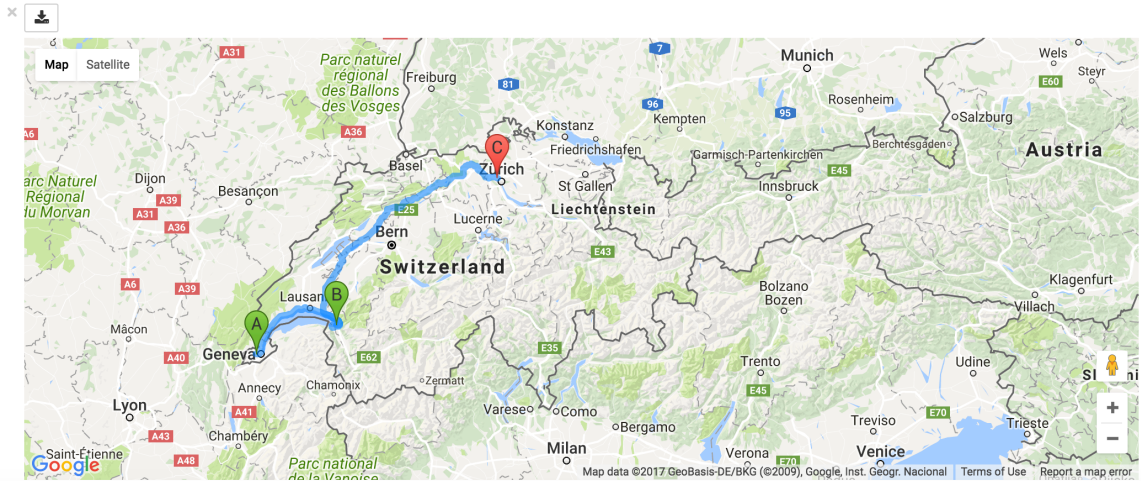 ×
Map
Satellite
A31
7
Munich
Wels
Steyr
E60
Parc naturel
régional
des Ballons
des Vosges
Freiburg
81
96
95
Rosenheim
Salzburg
A6
A36
Konstanz
Kempten
Friedrichshafen
Garmisch-Partenkirchen
Berchtesgaden
Austria
C
Basel
Zürich
E45
Dijon
Besançon
A39
A31
A36
arc Naturel
Régional
du Morvan
St Gallen
Innsbruck
Liechtenstein
E25
Lucerne
Bern
E43
Switzerland
A6
A39
Klagenfurt
Bolzano
Bozen
Villach
Lausan
B
A
Mâcon
A40
Geneva
E62
E35
Trento
Udine
Annecy
Chamonix
Zermatt
E45
Lyon
A41
Varese
Como
E70
Treviso
Trieste
A43
Chambéry
Bergamo
Saint-Étienne
A48
Milan
Verona
E70
Venice
Parc national
de la Vanoise
Google
+
−
Map data ©2017 GeoBasis-DE/BKG (©2009), Google, Inst. Geogr. Nacional
Terms of Use
Report a map error